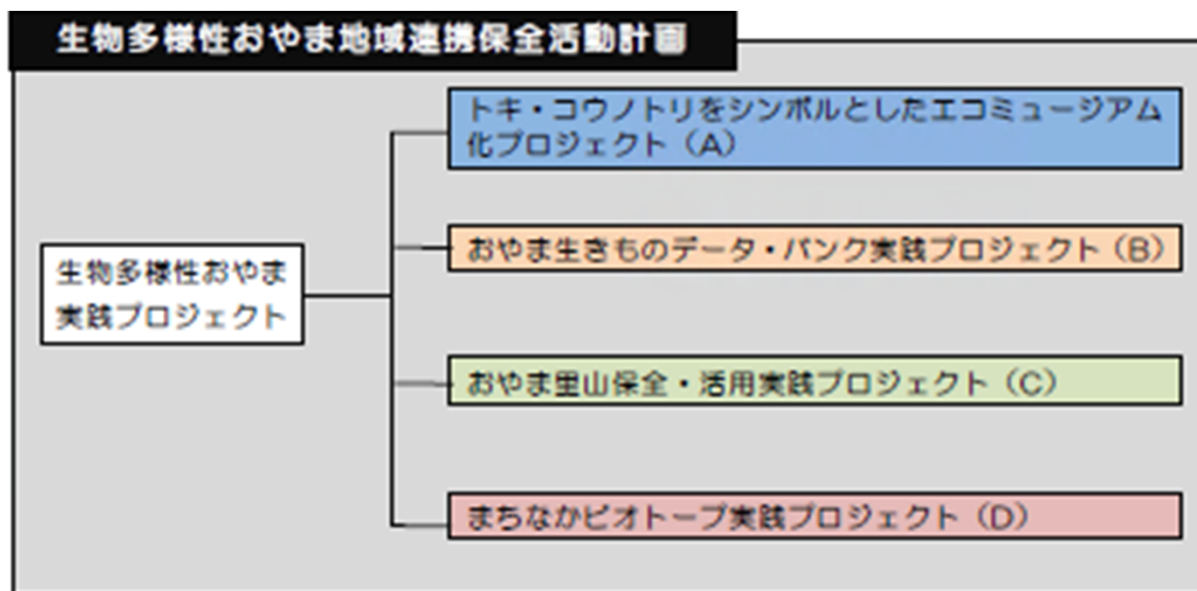 生物多様性おやま地域連携保全活動計画
トキ・コウノトリをシンボルとしたエコミュージアム
化プロジェクト（A）
おやま生きものデータ・バンク実践プロジェクト（B）
生物多様性おやま
実践プロジェクト
おやま里山保全・活用実践プロジェクト（C）
まちなかビオトープ実践プロジェクト（D）